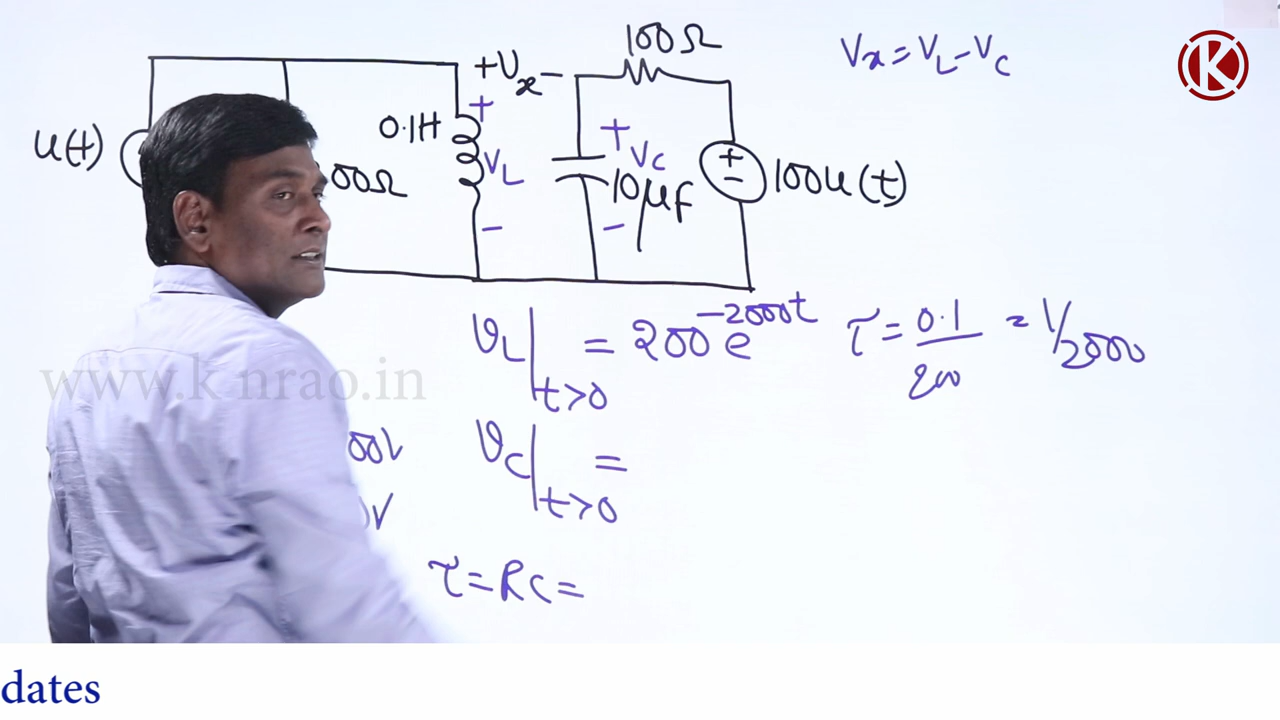 100Ω
Vx = VL - VC
+Vx-
+
0.1H
+
u(t)
VL
VC
+
-
100u(t)
00Ω
10μf
-
-
vL|t>0 = 200e^-2000t
τ = 0.1/200 = 1/2000
www.k nrao.in
00V
vC|t>0 =
V
τ = RC =
dates
K